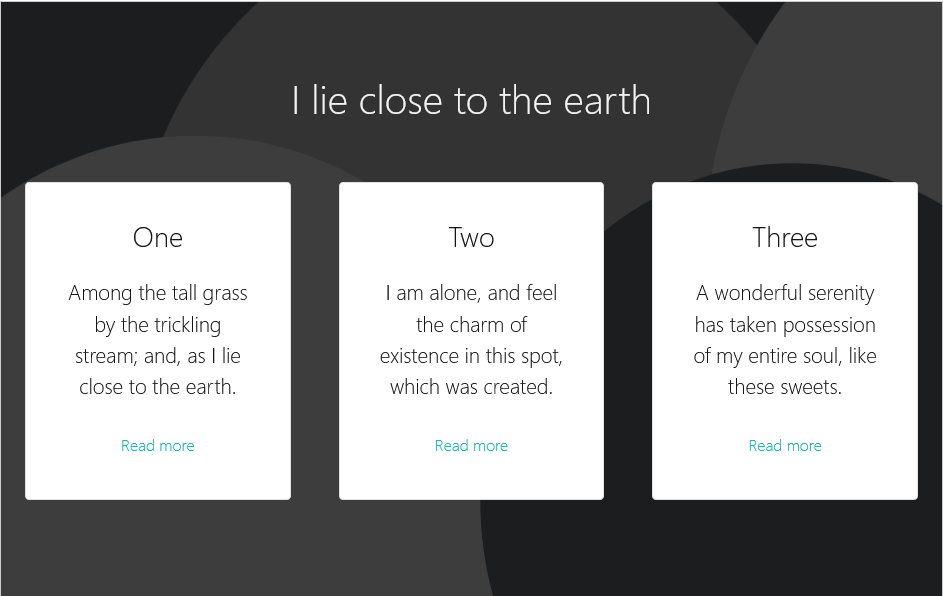 I lie close to the earth
One
Among the tall grass
by the trickling
stream; and, as I lie
close to the earth.
Read more
Two
I am alone, and feel
the charm of
existence in this spot,
which was created.
Read more
Three
A wonderful serenity
has taken possession
of my entire soul, like
these sweets.
Read more